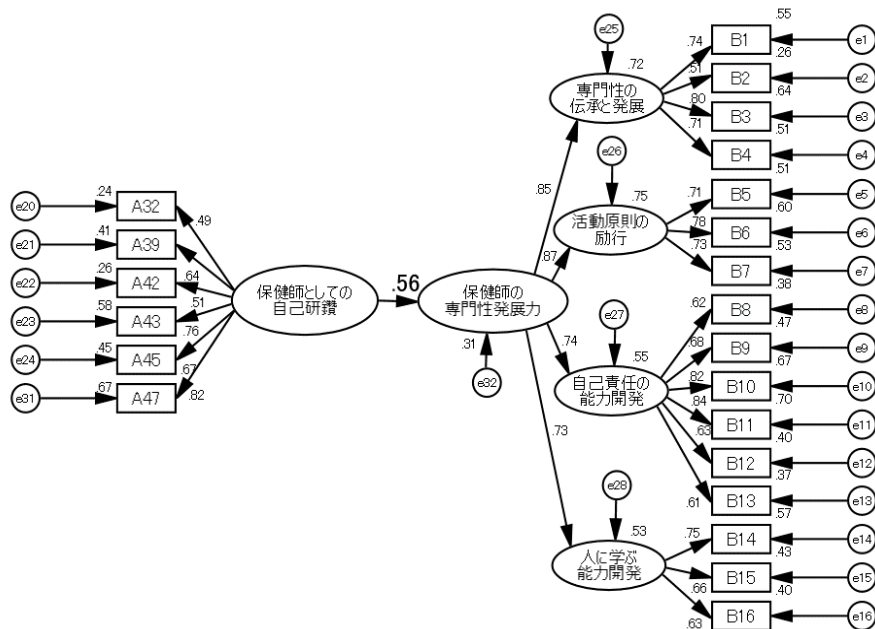 e25
.72
専門性の
伝承と発展
.74
.51
.80
.71
B1
.55
e1
B2
.26
e2
B3
.64
e3
B4
.51
e4
e26
.75
活動原則の
励行
.71
.78
.73
B5
.51
e5
B6
.60
e6
B7
.53
e7
.85
.87
.74
.73
e20
.24
A32
.49
e21
.41
A39
.64
e22
.26
A42
.51
e23
.58
A43
.76
e24
.45
A45
.67
e31
.67
A47
.82
保健師としての
自己研鑽
.56
保健師の
専門性発展力
.31
e32
e27
.55
自己責任の
能力開発
.62
.68
.82
.84
.63
.61
B8
.38
e8
B9
.47
e9
B10
.67
e10
B11
.70
e11
B12
.40
e12
B13
.37
e13
e28
.53
人に学ぶ
能力開発
.75
.66
.63
B14
.57
e14
B15
.43
e15
B16
.40
e16